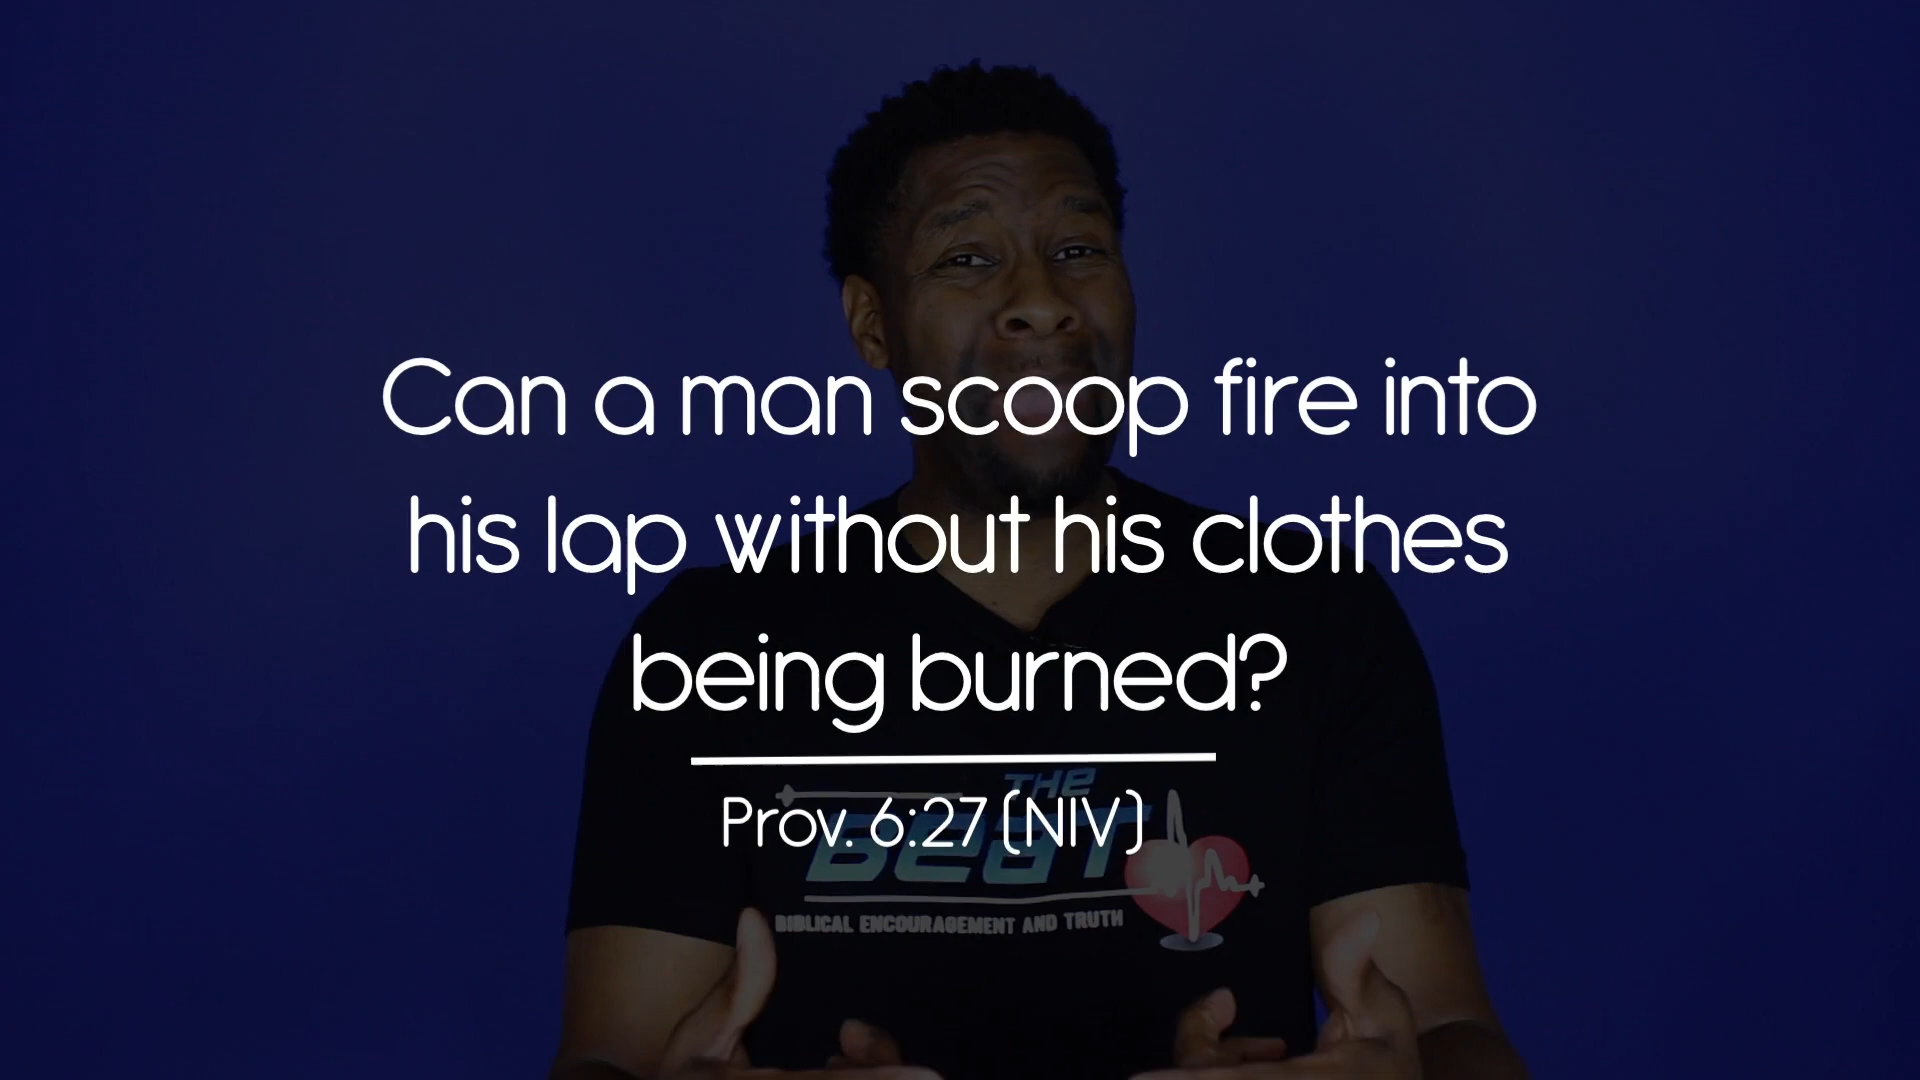 Can a man scoop fire into
his lap without his clothes
being burned?
Prov. 6:27 (NIV)
THE
BEAT
BIBLICAL ENCOURAGEMENT AND TRUTH